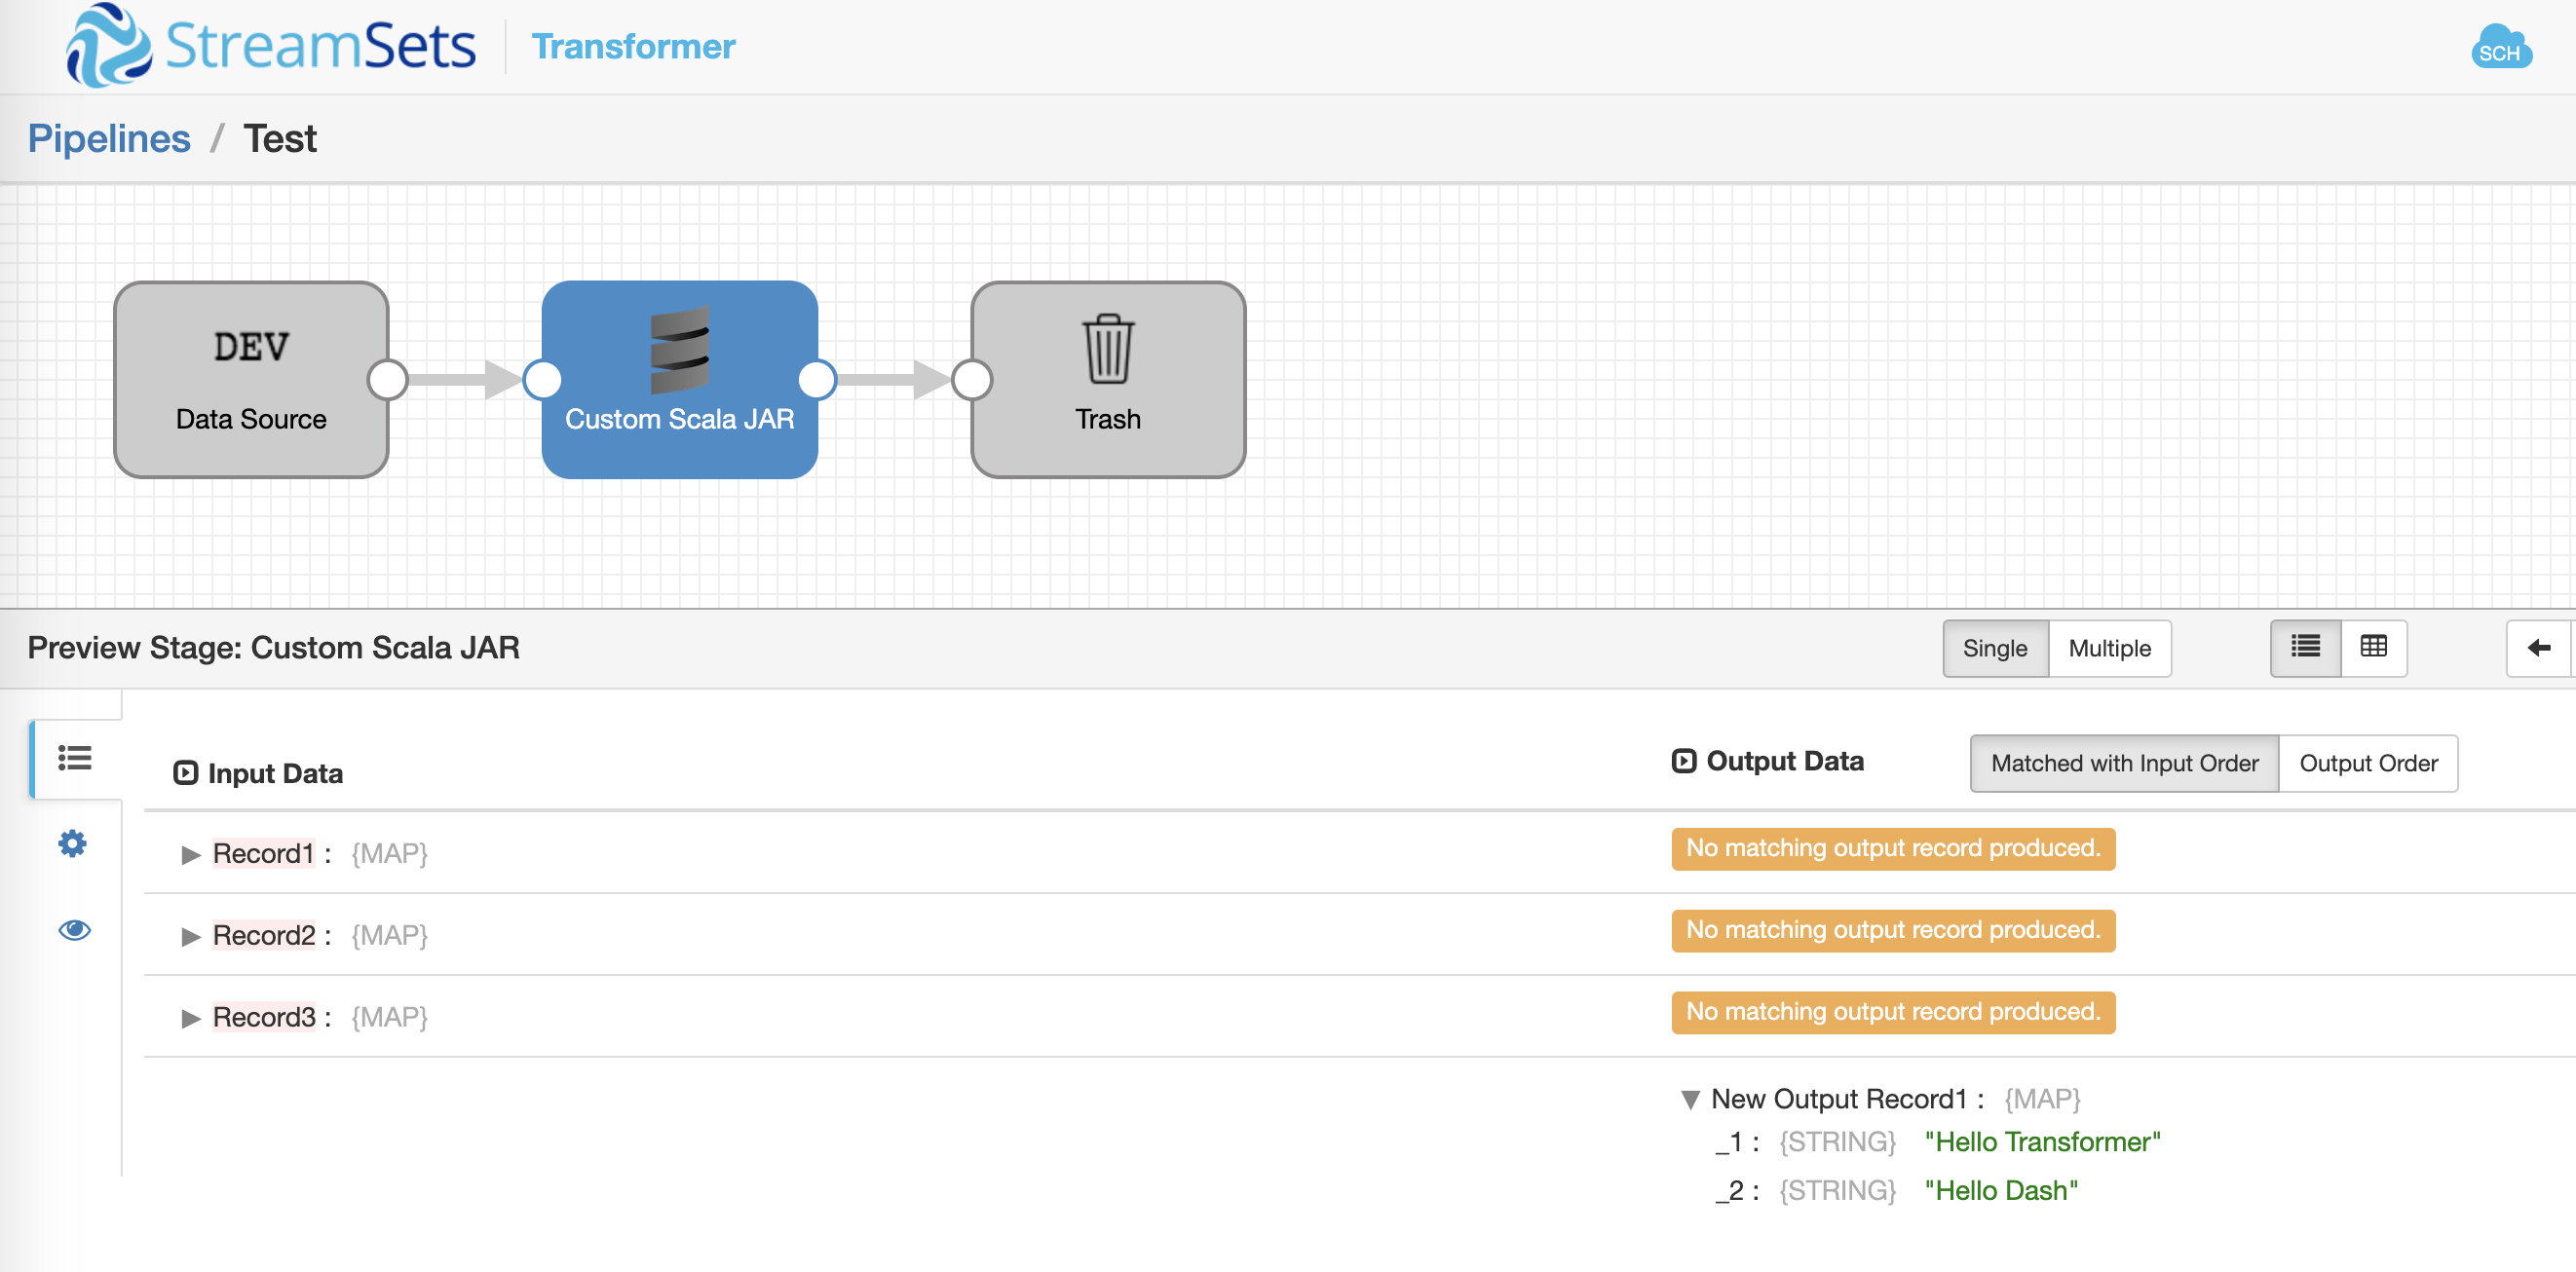 StreamSets Transformer
SCH
Pipelines / Test
DEV
Data Source
Custom Scala JAR
Trash
Preview Stage: Custom Scala JAR
Single Multiple
Input Data
Output Data
Matched with Input Order Output Order
Record1 : {MAP}
No matching output record produced.
Record2 : {MAP}
No matching output record produced.
Record3 : {MAP}
No matching output record produced.
New Output Record1 : {MAP}
_1 : {STRING} "Hello Transformer"
_2 : {STRING} "Hello Dash"